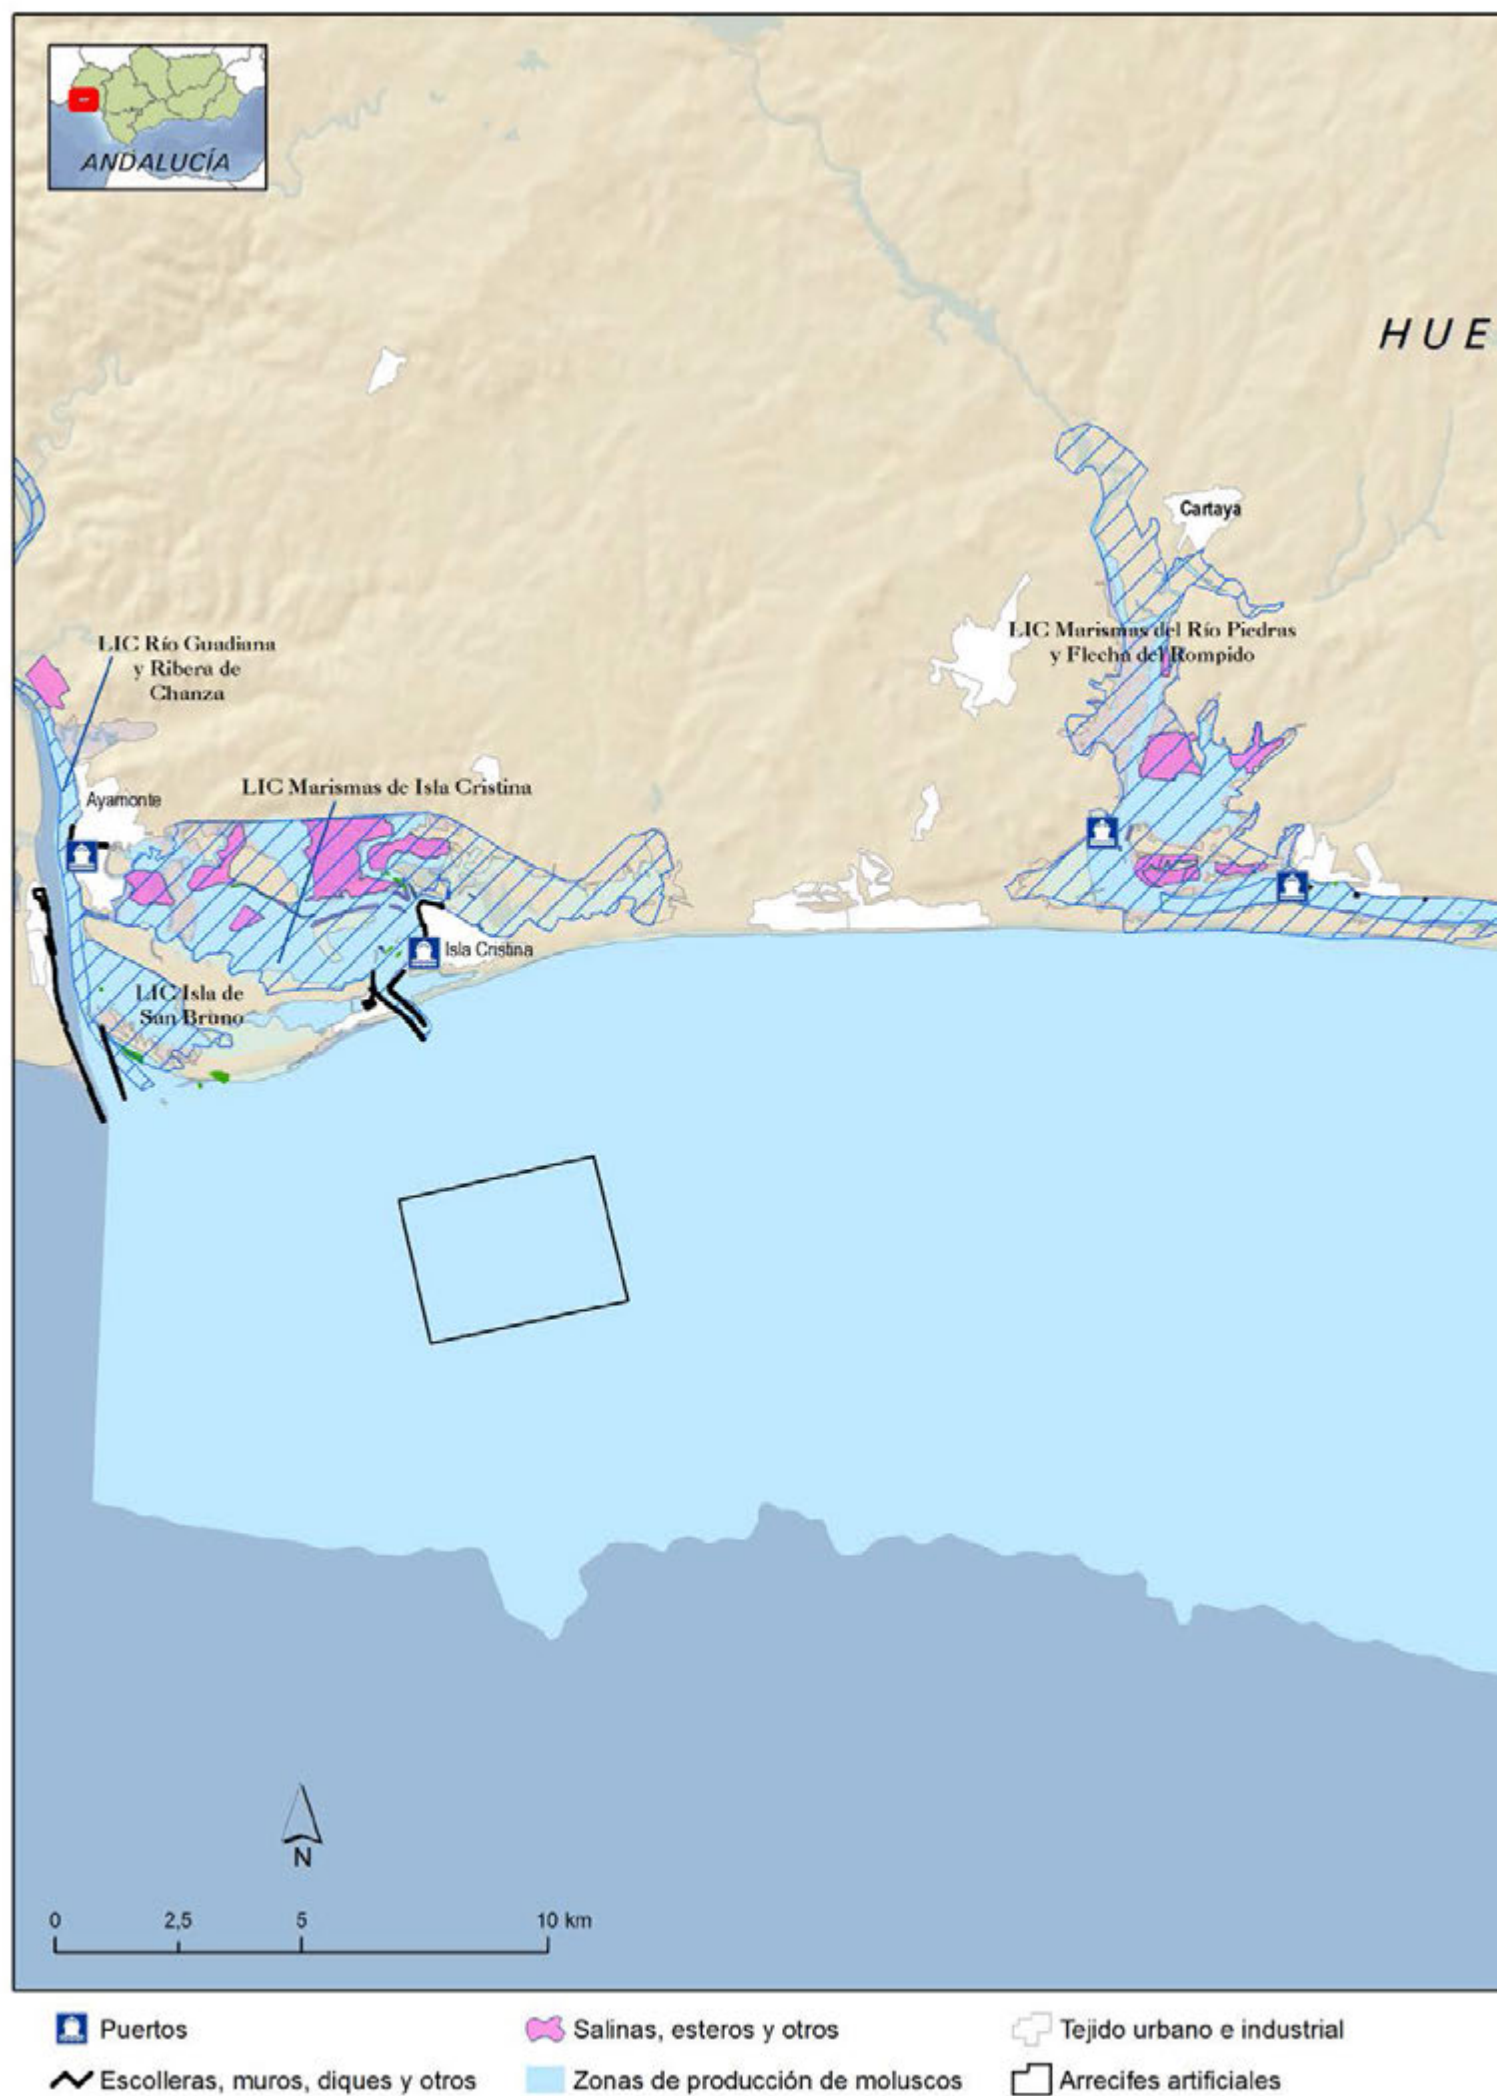 ANDALUCÍA
HUE
Cartaya
LIC Marismas del Río Piedras
y Flecha del Rompido
LIC Río Guadiana
y Ribera de
Chanza
LIC Marismas de Isla Cristina
Ayamonte
Isla Cristina
LIC Isla de
San Bruno
N
0 2,5 5 10 km
Puertos
Salinas, esteros y otros
Tejido urbano e industrial
Escolleras, muros, diques y otros
Zonas de producción de moluscos
Arrecifes artificiales